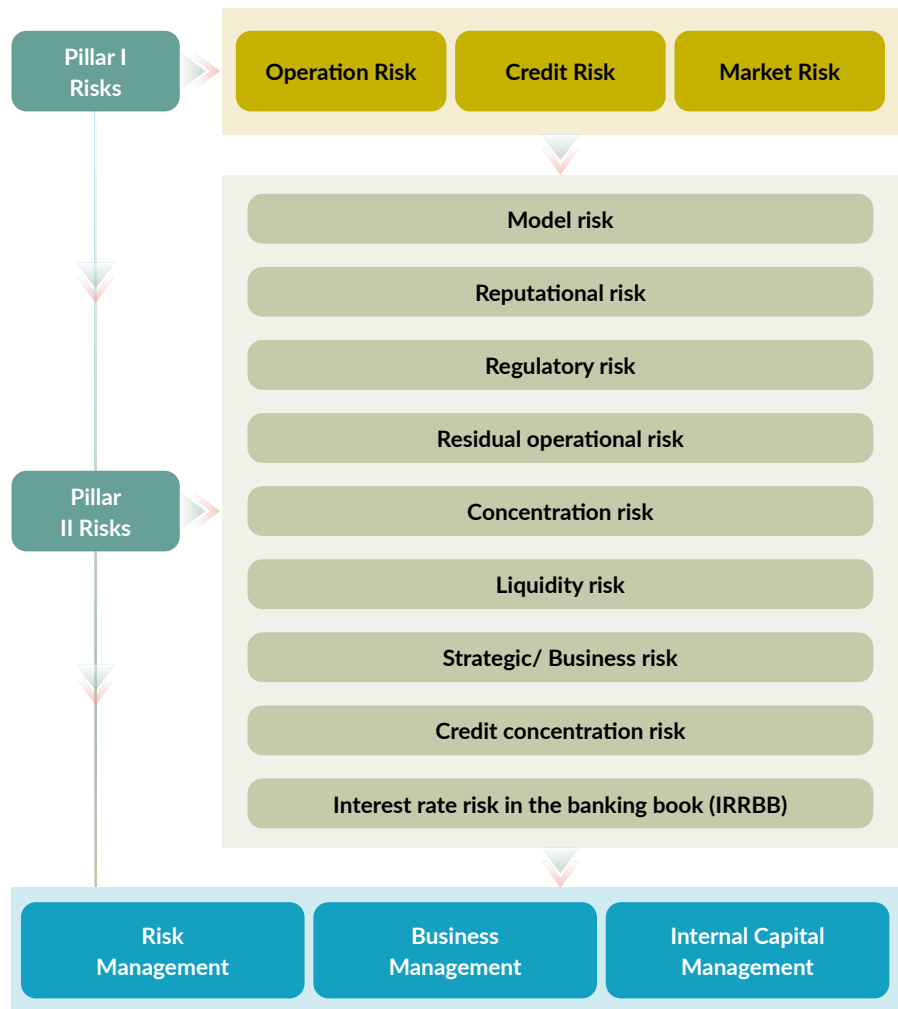 Pillar I
Risks
Operation Risk
Credit Risk
Market Risk
Model risk
Reputational risk
Regulatory risk
Residual operational risk
Pillar
II Risks
Concentration risk
Liquidity risk
Strategic/ Business risk
Credit concentration risk
Interest rate risk in the banking book (IRRBB)
Risk
Management
Business
Management
Internal Capital
Management